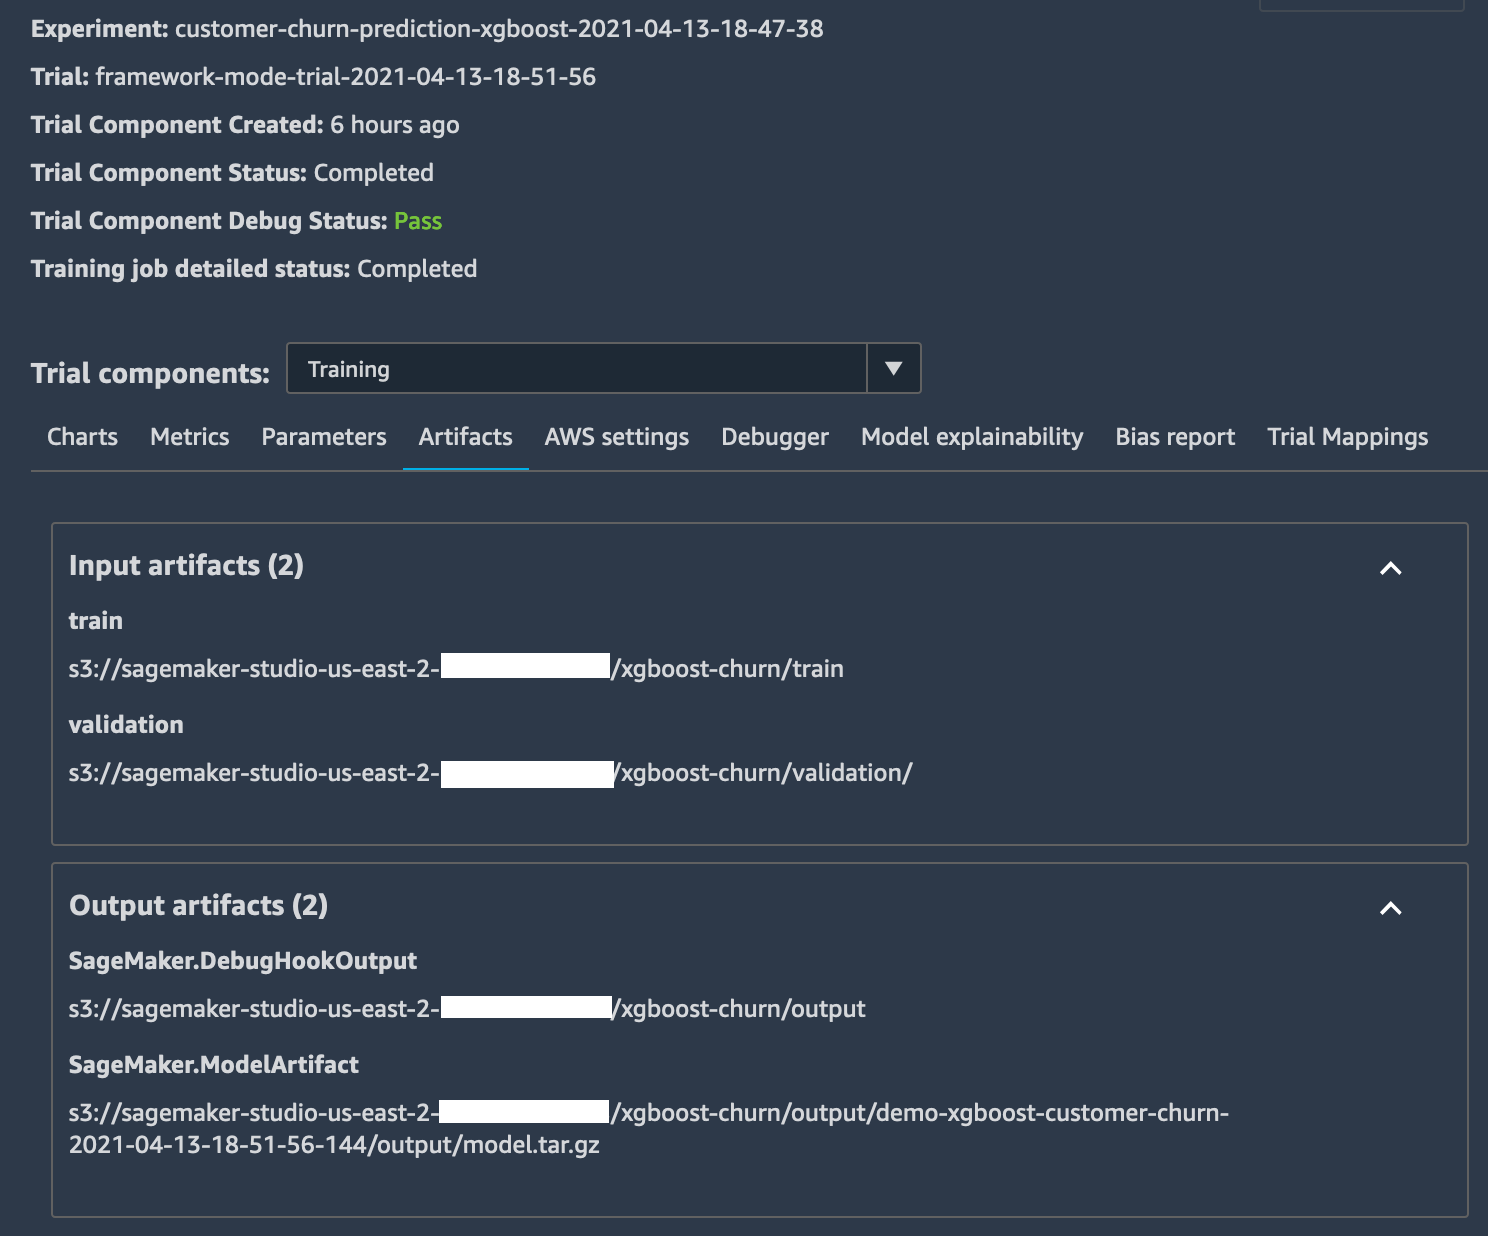 Experiment: customer-churn-prediction-xgboost-2021-04-13-18-47-38
Trial: framework-mode-trial-2021-04-13-18-51-56
Trial Component Created: 6 hours ago
Trial Component Status: Completed
Trial Component Debug Status: Pass
Training job detailed status: Completed
Trial components: Training
Charts Metrics Parameters Artifacts AWS settings Debugger Model explainability Bias report Trial Mappings
Input artifacts (2)
train
s3://sagemaker-studio-us-east-2- /xgboost-churn/train
validation
s3://sagemaker-studio-us-east-2- /xgboost-churn/validation/
Output artifacts (2)
SageMaker.DebugHookOutput
s3://sagemaker-studio-us-east-2- /xgboost-churn/output
SageMaker.ModelArtifact
s3://sagemaker-studio-us-east-2- /xgboost-churn/output/demo-xgboost-customer-churn-
2021-04-13-18-51-56-144/output/model.tar.gz